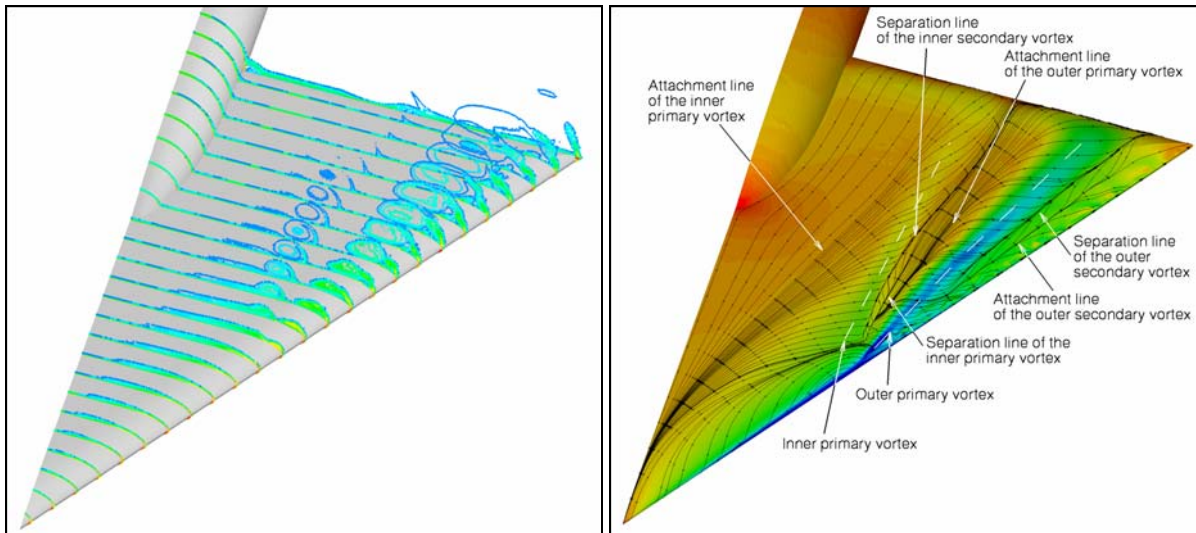 Separation line
of the inner secondary vortex
Attachment line
of the outer primary vortex
Attachment line
of the inner
primary vortex
Separation line
of the outer
secondary vortex
Attachment line
of the outer secondary vortex
Separation line of the
inner primary vortex
Outer primary vortex
Inner primary vortex